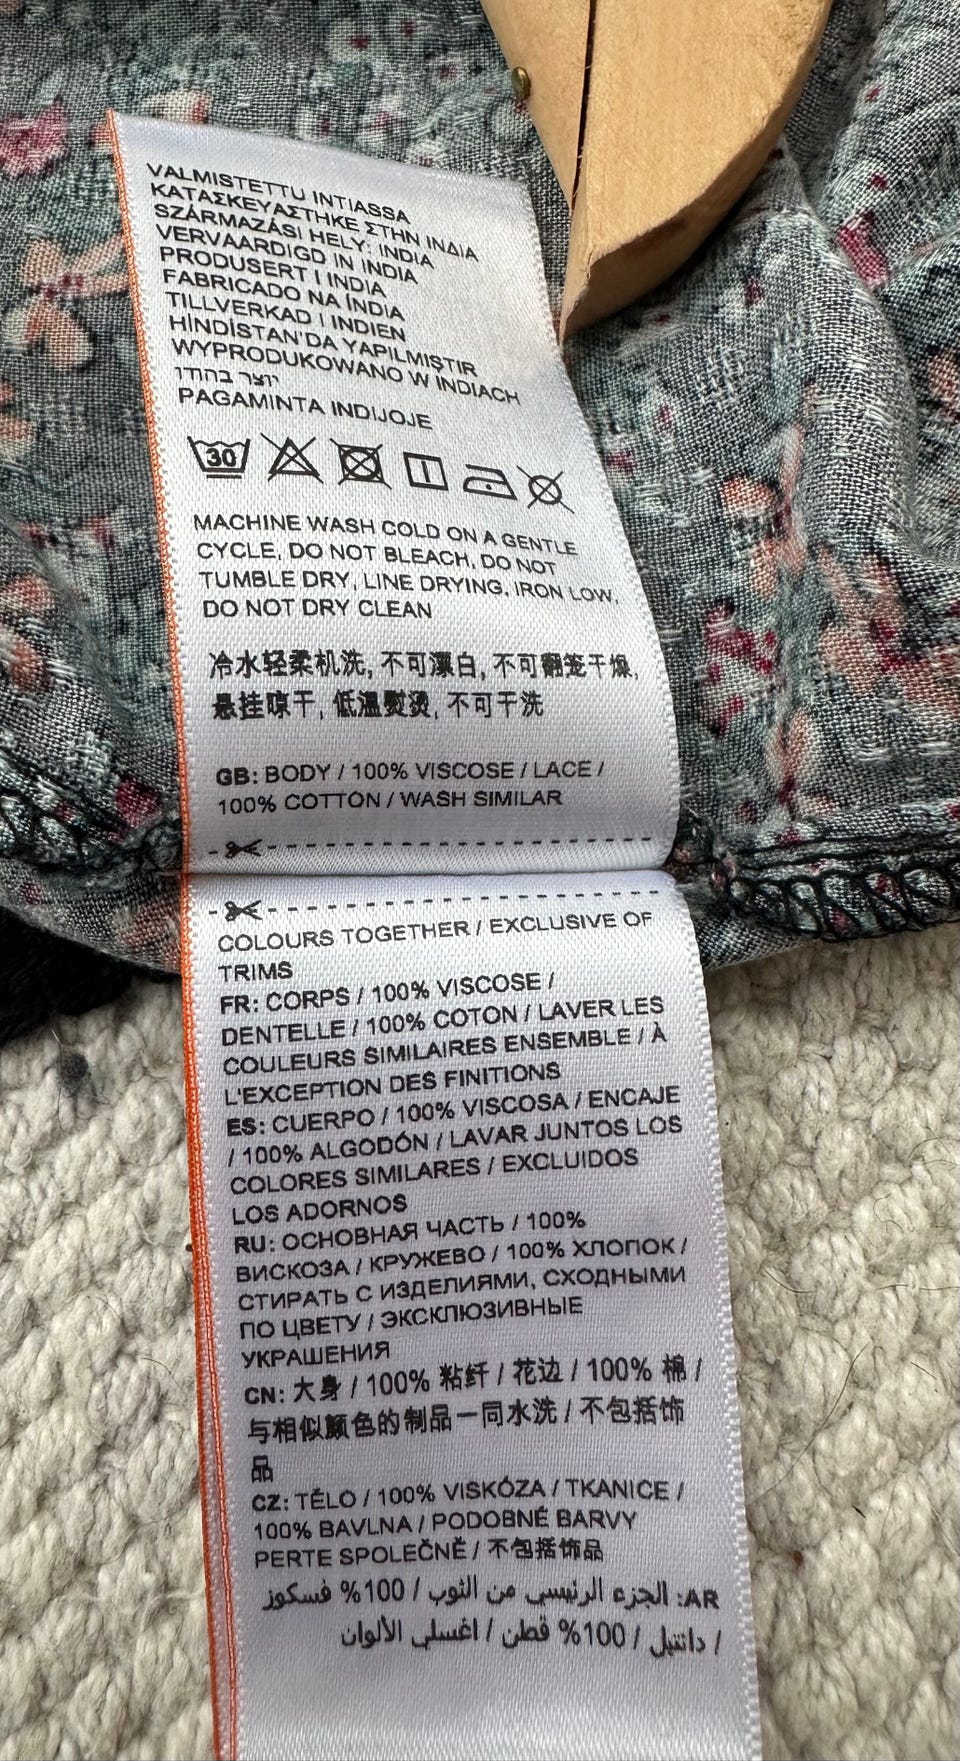 VALMISTETTU INTIASSA
ΚΑΤΑΣΚΕΥΑΣΤΗΚΕ ΣΤΗΝ ΙΝΔΙΑ
SZÁRMAZÁSI HELY: INDIA
VERVAARDIGD IN INDIA
PRODUSERT I INDIA
FABRICADO NA ÍNDIA
TILLVERKAD I INDIEN
HİNDİSTAN'DA YAPILMIŞTIR
WYPRODUKOWANO W INDIACH
יוצר בהודו
PAGAMINTA INDIJOJE
30
MACHINE WASH COLD ON A GENTLE
CYCLE, DO NOT BLEACH, DO NOT
TUMBLE DRY, LINE DRYING, IRON LOW,
DO NOT DRY CLEAN
冷水轻柔机洗, 不可漂白, 不可翻笼干燥,
悬挂晾干, 低温熨烫, 不可干洗
GB: BODY / 100% VISCOSE / LACE /
100% COTTON / WASH SIMILAR
COLOURS TOGETHER / EXCLUSIVE OF
TRIMS
FR: CORPS / 100% VISCOSE /
DENTELLE / 100% COTON / LAVER LES
COULEURS SIMILAIRES ENSEMBLE / À
L'EXCEPTION DES FINITIONS
ES: CUERPO / 100% VISCOSA / ENCAJE
/ 100% ALGODÓN / LAVAR JUNTOS LOS
COLORES SIMILARES / EXCLUIDOS
LOS ADORNOS
RU: ОСНОВНАЯ ЧАСТЬ / 100%
ВИСКОЗА / КРУЖЕВО / 100% ХЛОПОК /
СТИРАТЬ С ИЗДЕЛИЯМИ, СХОДНЫМИ
ПО ЦВЕТУ / ЭКСКЛЮЗИВНЫЕ
УКРАШЕНИЯ
CN: 大身 / 100% 粘纤 / 花边 / 100% 棉 /
与相似颜色的制品一同水洗 / 不包括饰
品
CZ: TĚLO / 100% VISKÓZA / TKANICE /
100% BAVLNA / PODOBNÉ BARVY
PERTE SPOLEČNĚ / 不包括饰品
AR: الجزء الرئيسي من الثوب / 100% فسكوز
/ دانتيل / 100% قطن / اغسلي الألوان